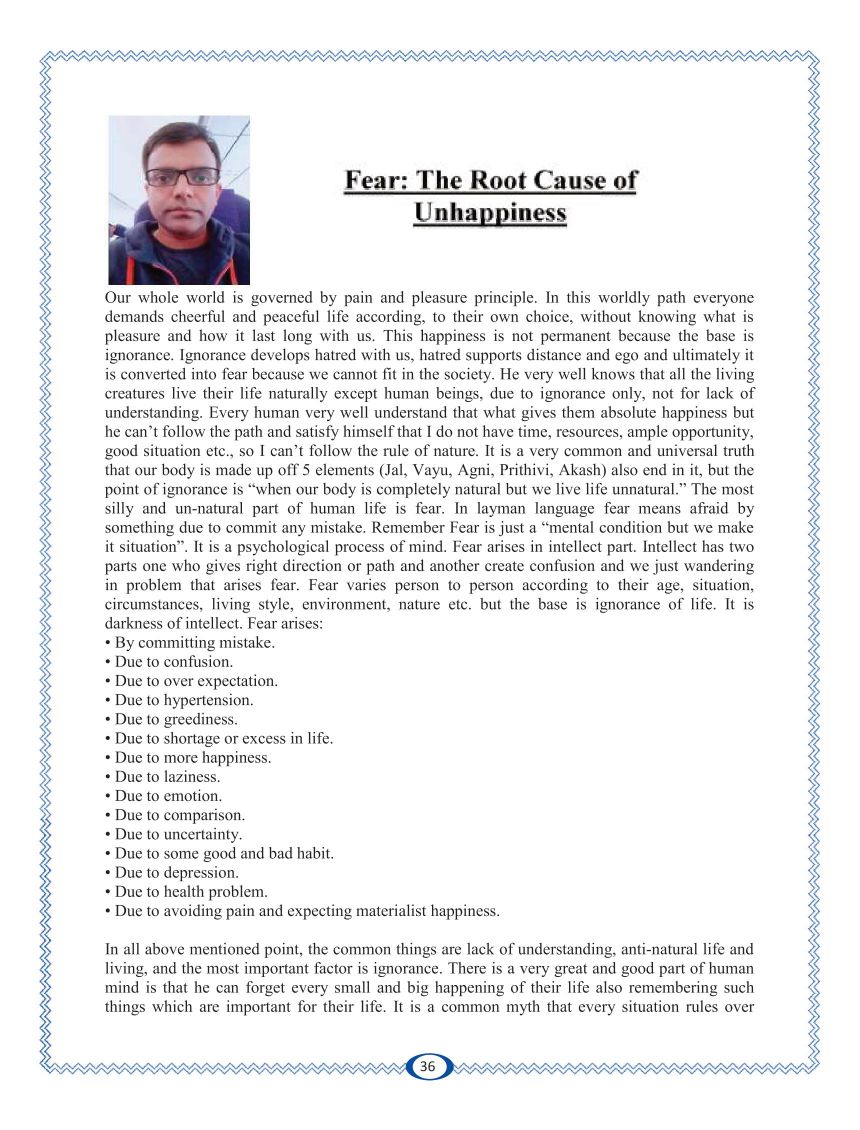 Fear: The Root Cause of
Unhappiness
Our whole world is governed by pain and pleasure principle. In this worldly path everyone
demands cheerful and peaceful life according, to their own choice, without knowing what is
pleasure and how it last long with us. This happiness is not permanent because the base is
ignorance. Ignorance develops hatred with us, hatred supports distance and ego and ultimately it
is converted into fear because we cannot fit in the society. He very well knows that all the living
creatures live their life naturally except human beings, due to ignorance only, not for lack of
understanding. Every human very well understand that what gives them absolute happiness but
he can’t follow the path and satisfy himself that I do not have time, resources, ample opportunity,
good situation etc., so I can’t follow the rule of nature. It is a very common and universal truth
that our body is made up off 5 elements (Jal, Vayu, Agni, Prithivi, Akash) also end in it, but the
point of ignorance is “when our body is completely natural but we live life unnatural.” The most
silly and un-natural part of human life is fear. In layman language fear means afraid by
something due to commit any mistake. Remember Fear is just a “mental condition but we make
it situation”. It is a psychological process of mind. Fear arises in intellect part. Intellect has two
parts one who gives right direction or path and another create confusion and we just wandering
in problem that arises fear. Fear varies person to person according to their age, situation,
circumstances, living style, environment, nature etc. but the base is ignorance of life. It is
darkness of intellect. Fear arises:
• By committing mistake.
• Due to confusion.
• Due to over expectation.
• Due to hypertension.
• Due to greediness.
• Due to shortage or excess in life.
• Due to more happiness.
• Due to laziness.
• Due to emotion.
• Due to comparison.
• Due to uncertainty.
• Due to some good and bad habit.
• Due to depression.
• Due to health problem.
• Due to avoiding pain and expecting materialist happiness.
In all above mentioned point, the common things are lack of understanding, anti-natural life and
living, and the most important factor is ignorance. There is a very great and good part of human
mind is that he can forget every small and big happening of their life also remembering such
things which are important for their life. It is a common myth that every situation rules over
36